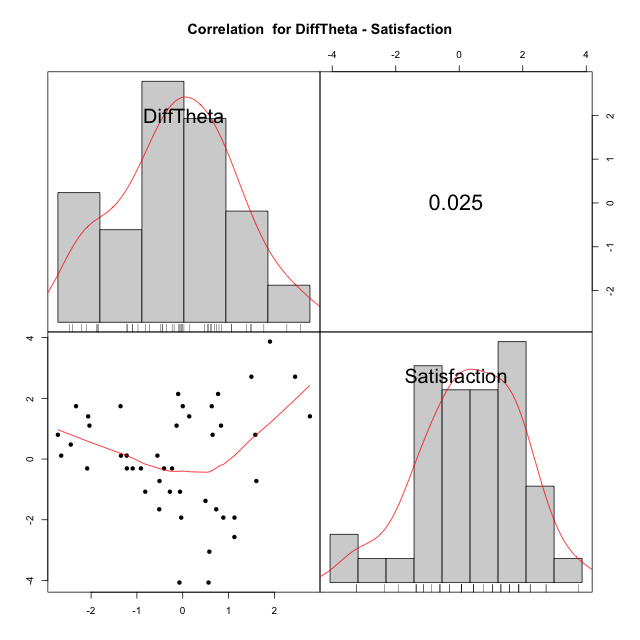 Correlation  for DiffTheta - Satisfaction
-4 -2 0 2 4
DiffTheta
0.025
2
1
0
-1
-2
4
2
0
-2
-4
Satisfaction
-2 -1 0 1 2